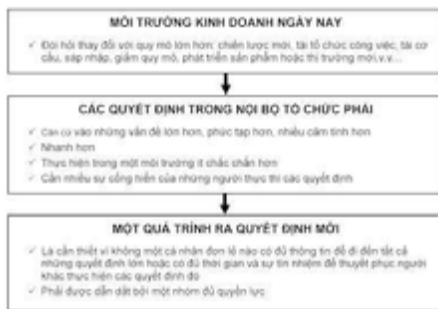 MÔI TRƯỜNG KINH DOANH NGÀY NAY
✓ Đòi hỏi thay đổi với quy mô lớn hơn: chiến lược mới, tái tổ chức công việc, tái cơ
cấu, sáp nhập, giảm quy mô, phát triển sản phẩm hoặc thị trường mới.v.v...
CÁC QUYẾT ĐỊNH TRONG NỘI BỘ TỔ CHỨC PHẢI
✓ Căn cứ vào những vấn đề lớn hơn, phức tạp hơn, nhiều cảm tính hơn
✓ Nhanh hơn
✓ Thực hiện trong một môi trường ít chắc chắn hơn
✓ Cần nhiều sự cống hiến của những người thực thi các quyết định
MỘT QUÁ TRÌNH RA QUYẾT ĐỊNH MỚI
✓ Là cần thiết vì không một cá nhân đơn lẻ nào có đủ thông tin để đi đến tất cả
những quyết định lớn hoặc có đủ thời gian và sự tín nhiệm để thuyết phục người
khác thực hiện các quyết định đó
✓ Phải được dẫn dắt bởi một nhóm đủ quyền lực